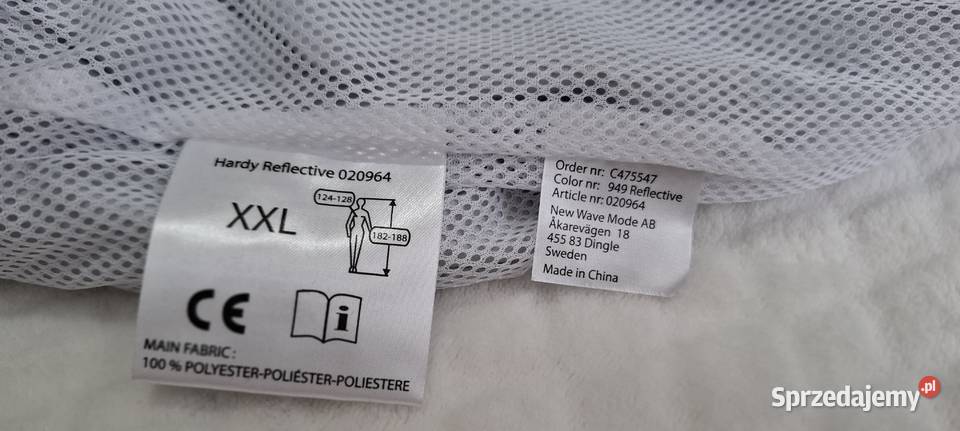 Hardy Reflective 020964
XXL
124-128
182-188
CE
i
MAIN FABRIC:
100 % POLYESTER-POLIÉSTER-POLIESTERE
Order nr: C475547
Color nr: 949 Reflective
Article nr: 020964
New Wave Mode AB
Åkarevägen 18
455 83 Dingle
Sweden
Made in China
Sprzedajemy.pl